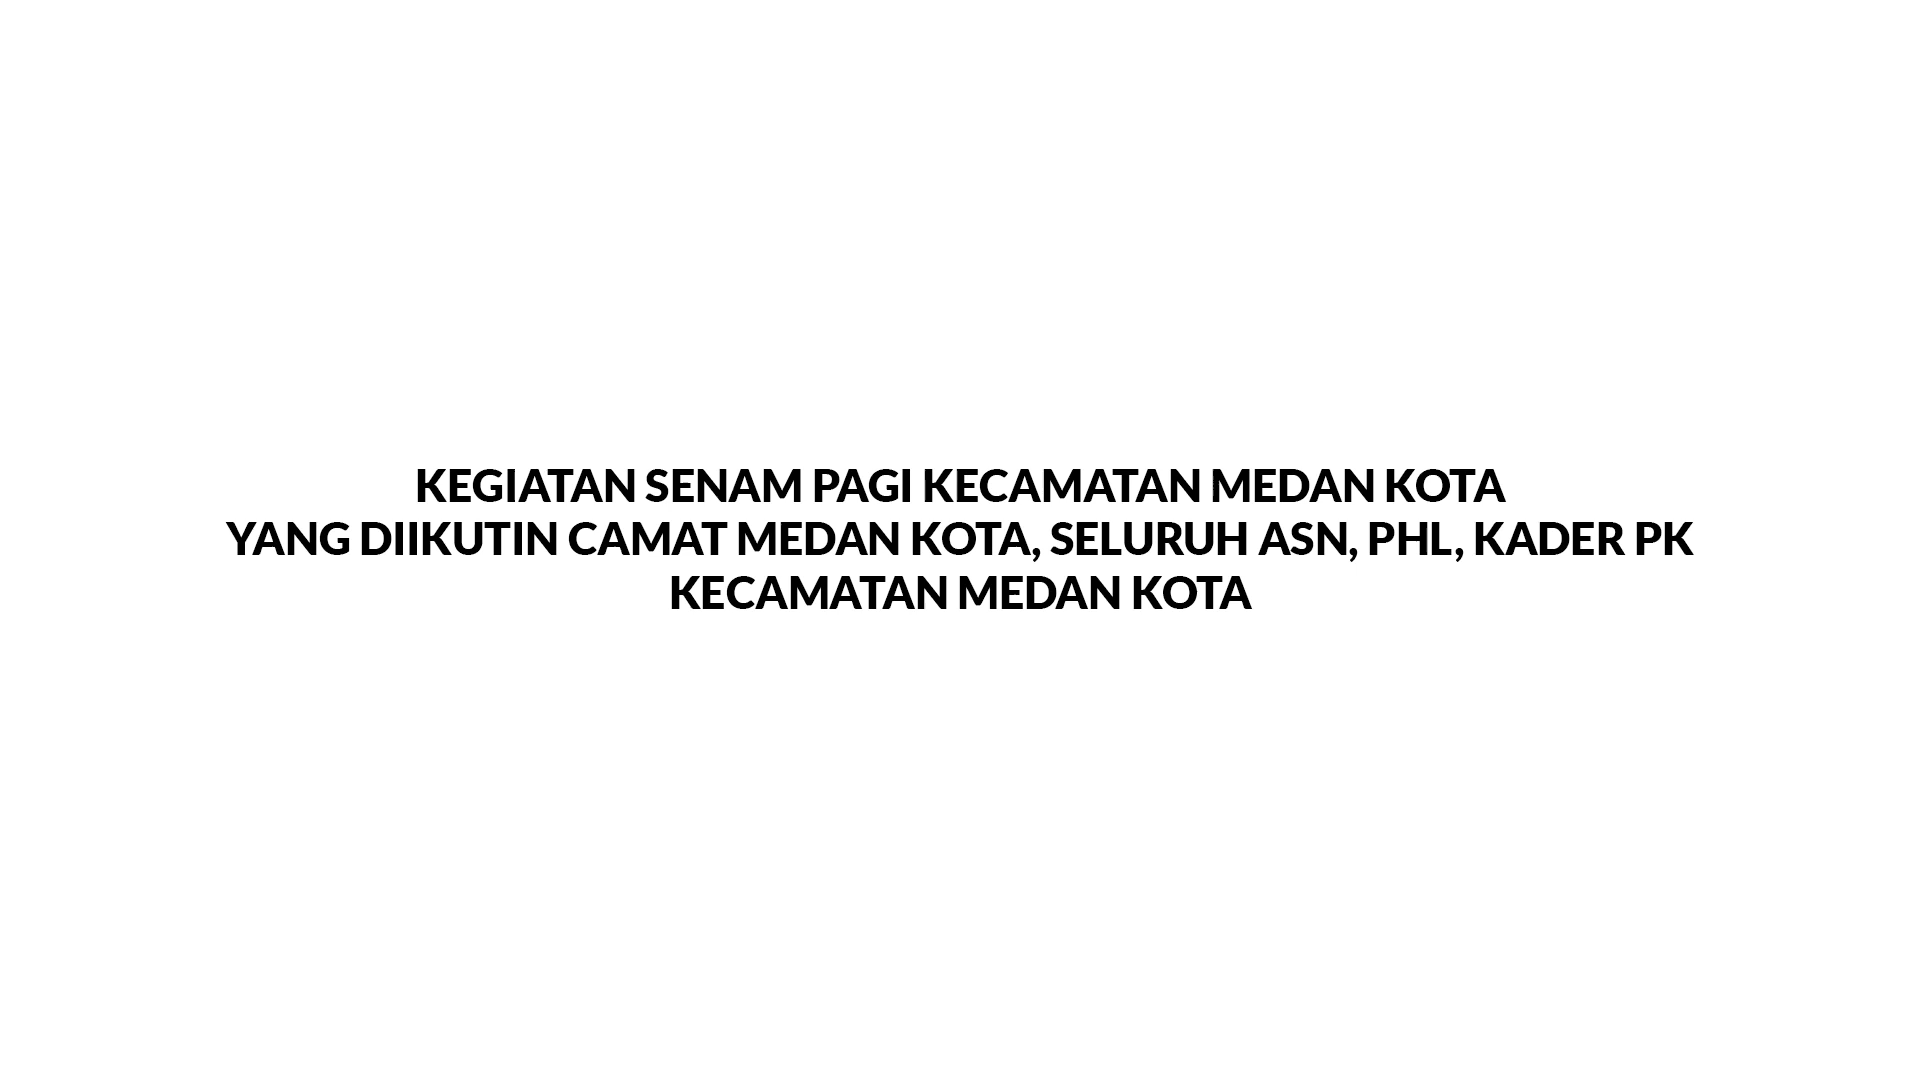 KEGIATAN SENAM PAGI KECAMATAN MEDAN KOTA
YANG DIIKUTIN CAMAT MEDAN KOTA, SELURUH ASN, PHL, KADER PK
KECAMATAN MEDAN KOTA